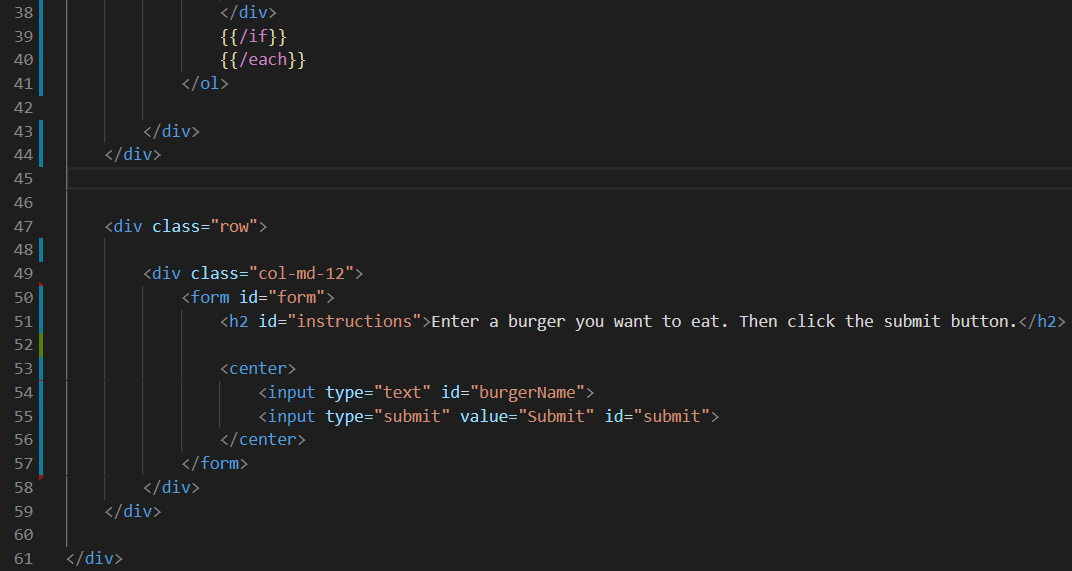 38 </div>
39 {{/if}}
40 {{/each}}
41 </ol>
42
43 </div>
44 </div>
45
46
47 <div class="row">
48
49 <div class="col-md-12">
50 <form id="form">
51 <h2 id="instructions">Enter a burger you want to eat. Then click the submit button.</h2>
52
53 <center>
54 <input type="text" id="burgerName">
55 <input type="submit" value="Submit" id="submit">
56 </center>
57 </form>
58 </div>
59 </div>
60
61 </div>